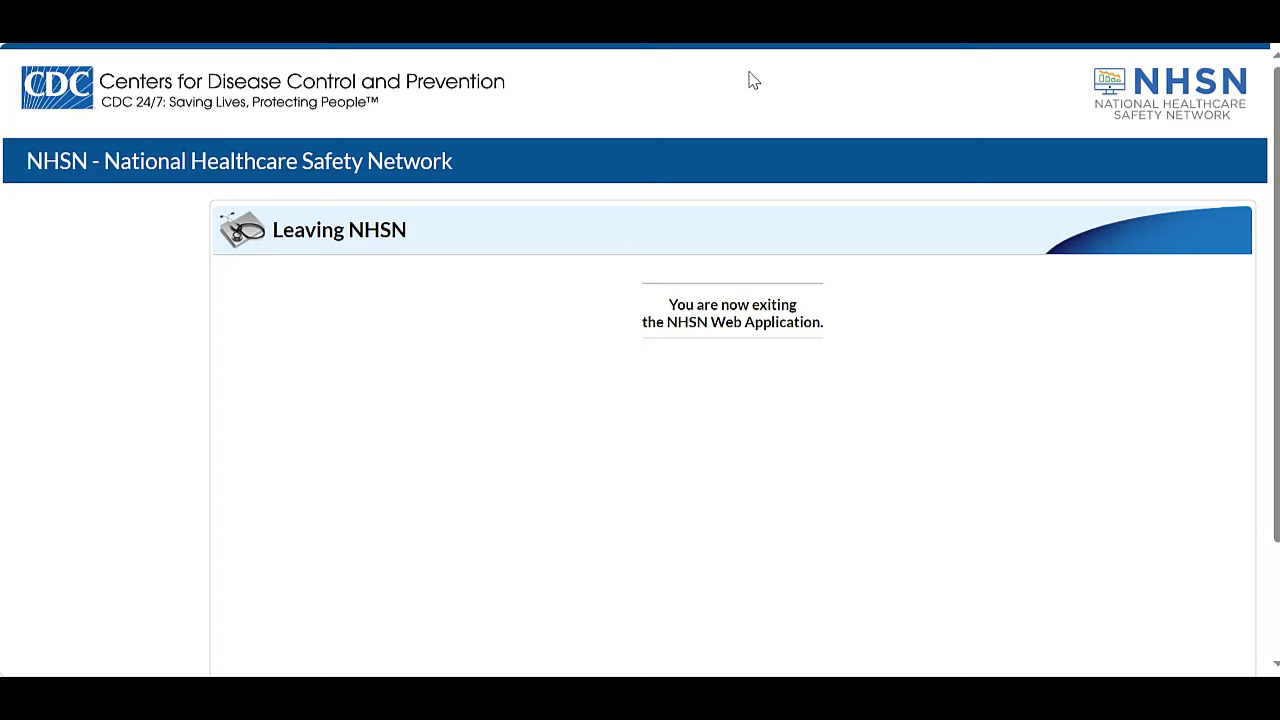 CDC
Centers for Disease Control and Prevention
CDC 24/7: Saving Lives, Protecting People™
NHSN
NATIONAL HEALTHCARE
SAFETY NETWORK
NHSN - National Healthcare Safety Network
Leaving NHSN
You are now exiting
the NHSN Web Application.